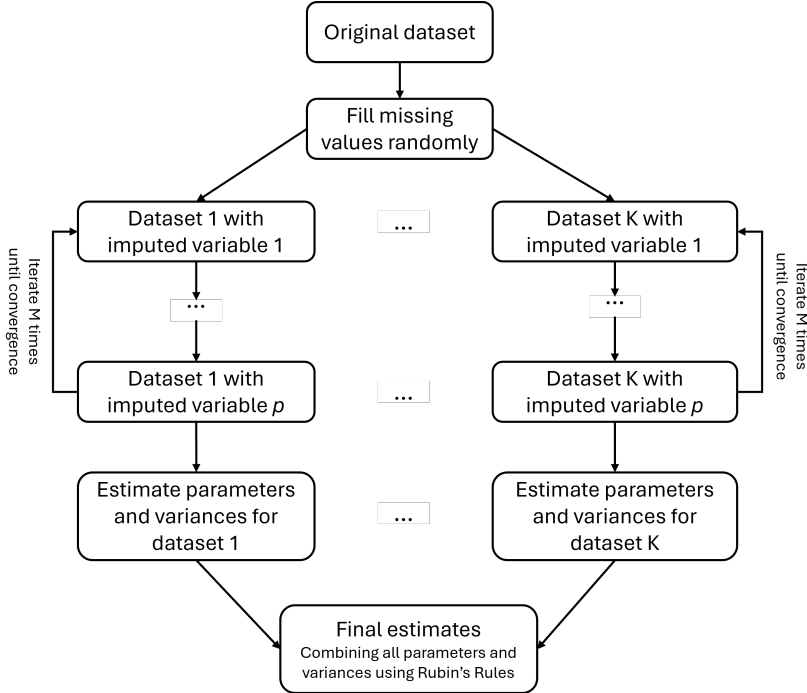 Original dataset
Fill missing
values randomly
Dataset 1 with
imputed variable 1
...
Dataset K with
imputed variable 1
Iterate M times
until convergence
...
...
Iterate M times
until convergence
Dataset 1 with
imputed variable p
...
Dataset K with
imputed variable p
Estimate parameters
and variances for
dataset 1
...
Estimate parameters
and variances for
dataset K
Final estimates
Combining all parameters and
variances using Rubin's Rules